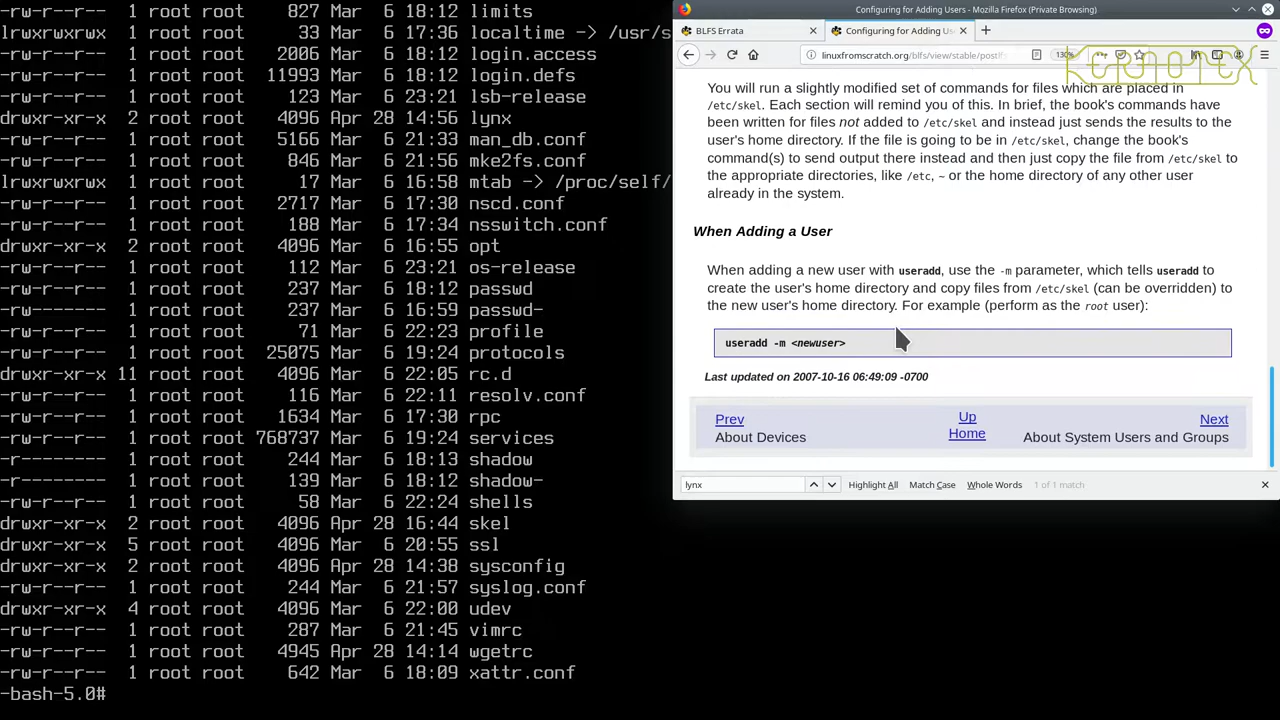 -rw-r--r-- 1 root root 827 Mar 6 18:12 limits
lrwxrwxrwx 1 root root 33 Mar 6 17:36 localtime -> /usr/s
-rw-r--r-- 1 root root 2006 Mar 6 18:12 login.access
-rw-r--r-- 1 root root 11993 Mar 6 18:12 login.defs
-rw-r--r-- 1 root root 123 Mar 6 23:21 lsb-release
drwxr-xr-x 2 root root 4096 Apr 28 14:56 lynx
-rw-r--r-- 1 root root 5166 Mar 6 21:33 man_db.conf
-rw-r--r-- 1 root root 846 Mar 6 21:56 mke2fs.conf
lrwxrwxrwx 1 root root 17 Mar 6 16:58 mtab -> /proc/self/
-rw-r--r-- 1 root root 2717 Mar 6 17:30 nscd.conf
-rw-r--r-- 1 root root 188 Mar 6 17:34 nsswitch.conf
drwxr-xr-x 2 root root 4096 Mar 6 16:55 opt
-rw-r--r-- 1 root root 112 Mar 6 23:21 os-release
-rw-r--r-- 1 root root 237 Mar 6 18:12 passwd
-rw-r--r-- 1 root root 237 Mar 6 16:59 passwd-
-rw-r--r-- 1 root root 71 Mar 6 22:23 profile
-rw-r--r-- 1 root root 25075 Mar 6 19:24 protocols
drwxr-xr-x 11 root root 4096 Mar 6 22:05 rc.d
-rw-r--r-- 1 root root 116 Mar 6 22:11 resolv.conf
-rw-r--r-- 1 root root 1634 Mar 6 17:30 rpc
-rw-r--r-- 1 root root 768737 Mar 6 19:24 services
-r-------- 1 root root 244 Mar 6 18:13 shadow
-r-------- 1 root root 139 Mar 6 18:12 shadow-
-rw-r--r-- 1 root root 58 Mar 6 22:24 shells
drwxr-xr-x 2 root root 4096 Apr 28 16:44 skel
drwxr-xr-x 5 root root 4096 Mar 6 20:55 ssl
drwxr-xr-x 2 root root 4096 Apr 28 14:38 sysconfig
-rw-r--r-- 1 root root 244 Mar 6 21:57 syslog.conf
drwxr-xr-x 4 root root 4096 Mar 6 22:00 udev
-rw-r--r-- 1 root root 287 Mar 6 21:45 vimrc
-rw-r--r-- 1 root root 4945 Apr 28 14:14 wgetrc
-rw-r--r-- 1 root root 642 Mar 6 18:09 xattr.conf
-bash-5.0#
Configuring for Adding Users - Mozilla Firefox (Private Browsing)
BLFS Errata
Configuring for Adding Us
linuxfromscratch.org/blfs/view/stable/post
130%
You will run a slightly modified set of commands for files which are placed in
/etc/skel. Each section will remind you of this. In brief, the book's commands have
been written for files not added to /etc/skel and instead just sends the results to the
user's home directory. If the file is going to be in /etc/skel, change the book's
command(s) to send output there instead and then just copy the file from /etc/skel to
the appropriate directories, like /etc, ~ or the home directory of any other user
already in the system.
When Adding a User
When adding a new user with useradd, use the -m parameter, which tells useradd to
create the user's home directory and copy files from /etc/skel (can be overridden) to
the new user's home directory. For example (perform as the root user):
useradd -m <newuser>
Last updated on 2007-10-16 06:49:09 -0700
Prev Up Next
About Devices Home About System Users and Groups
lynx Highlight All Match Case Whole Words 1 of 1 match